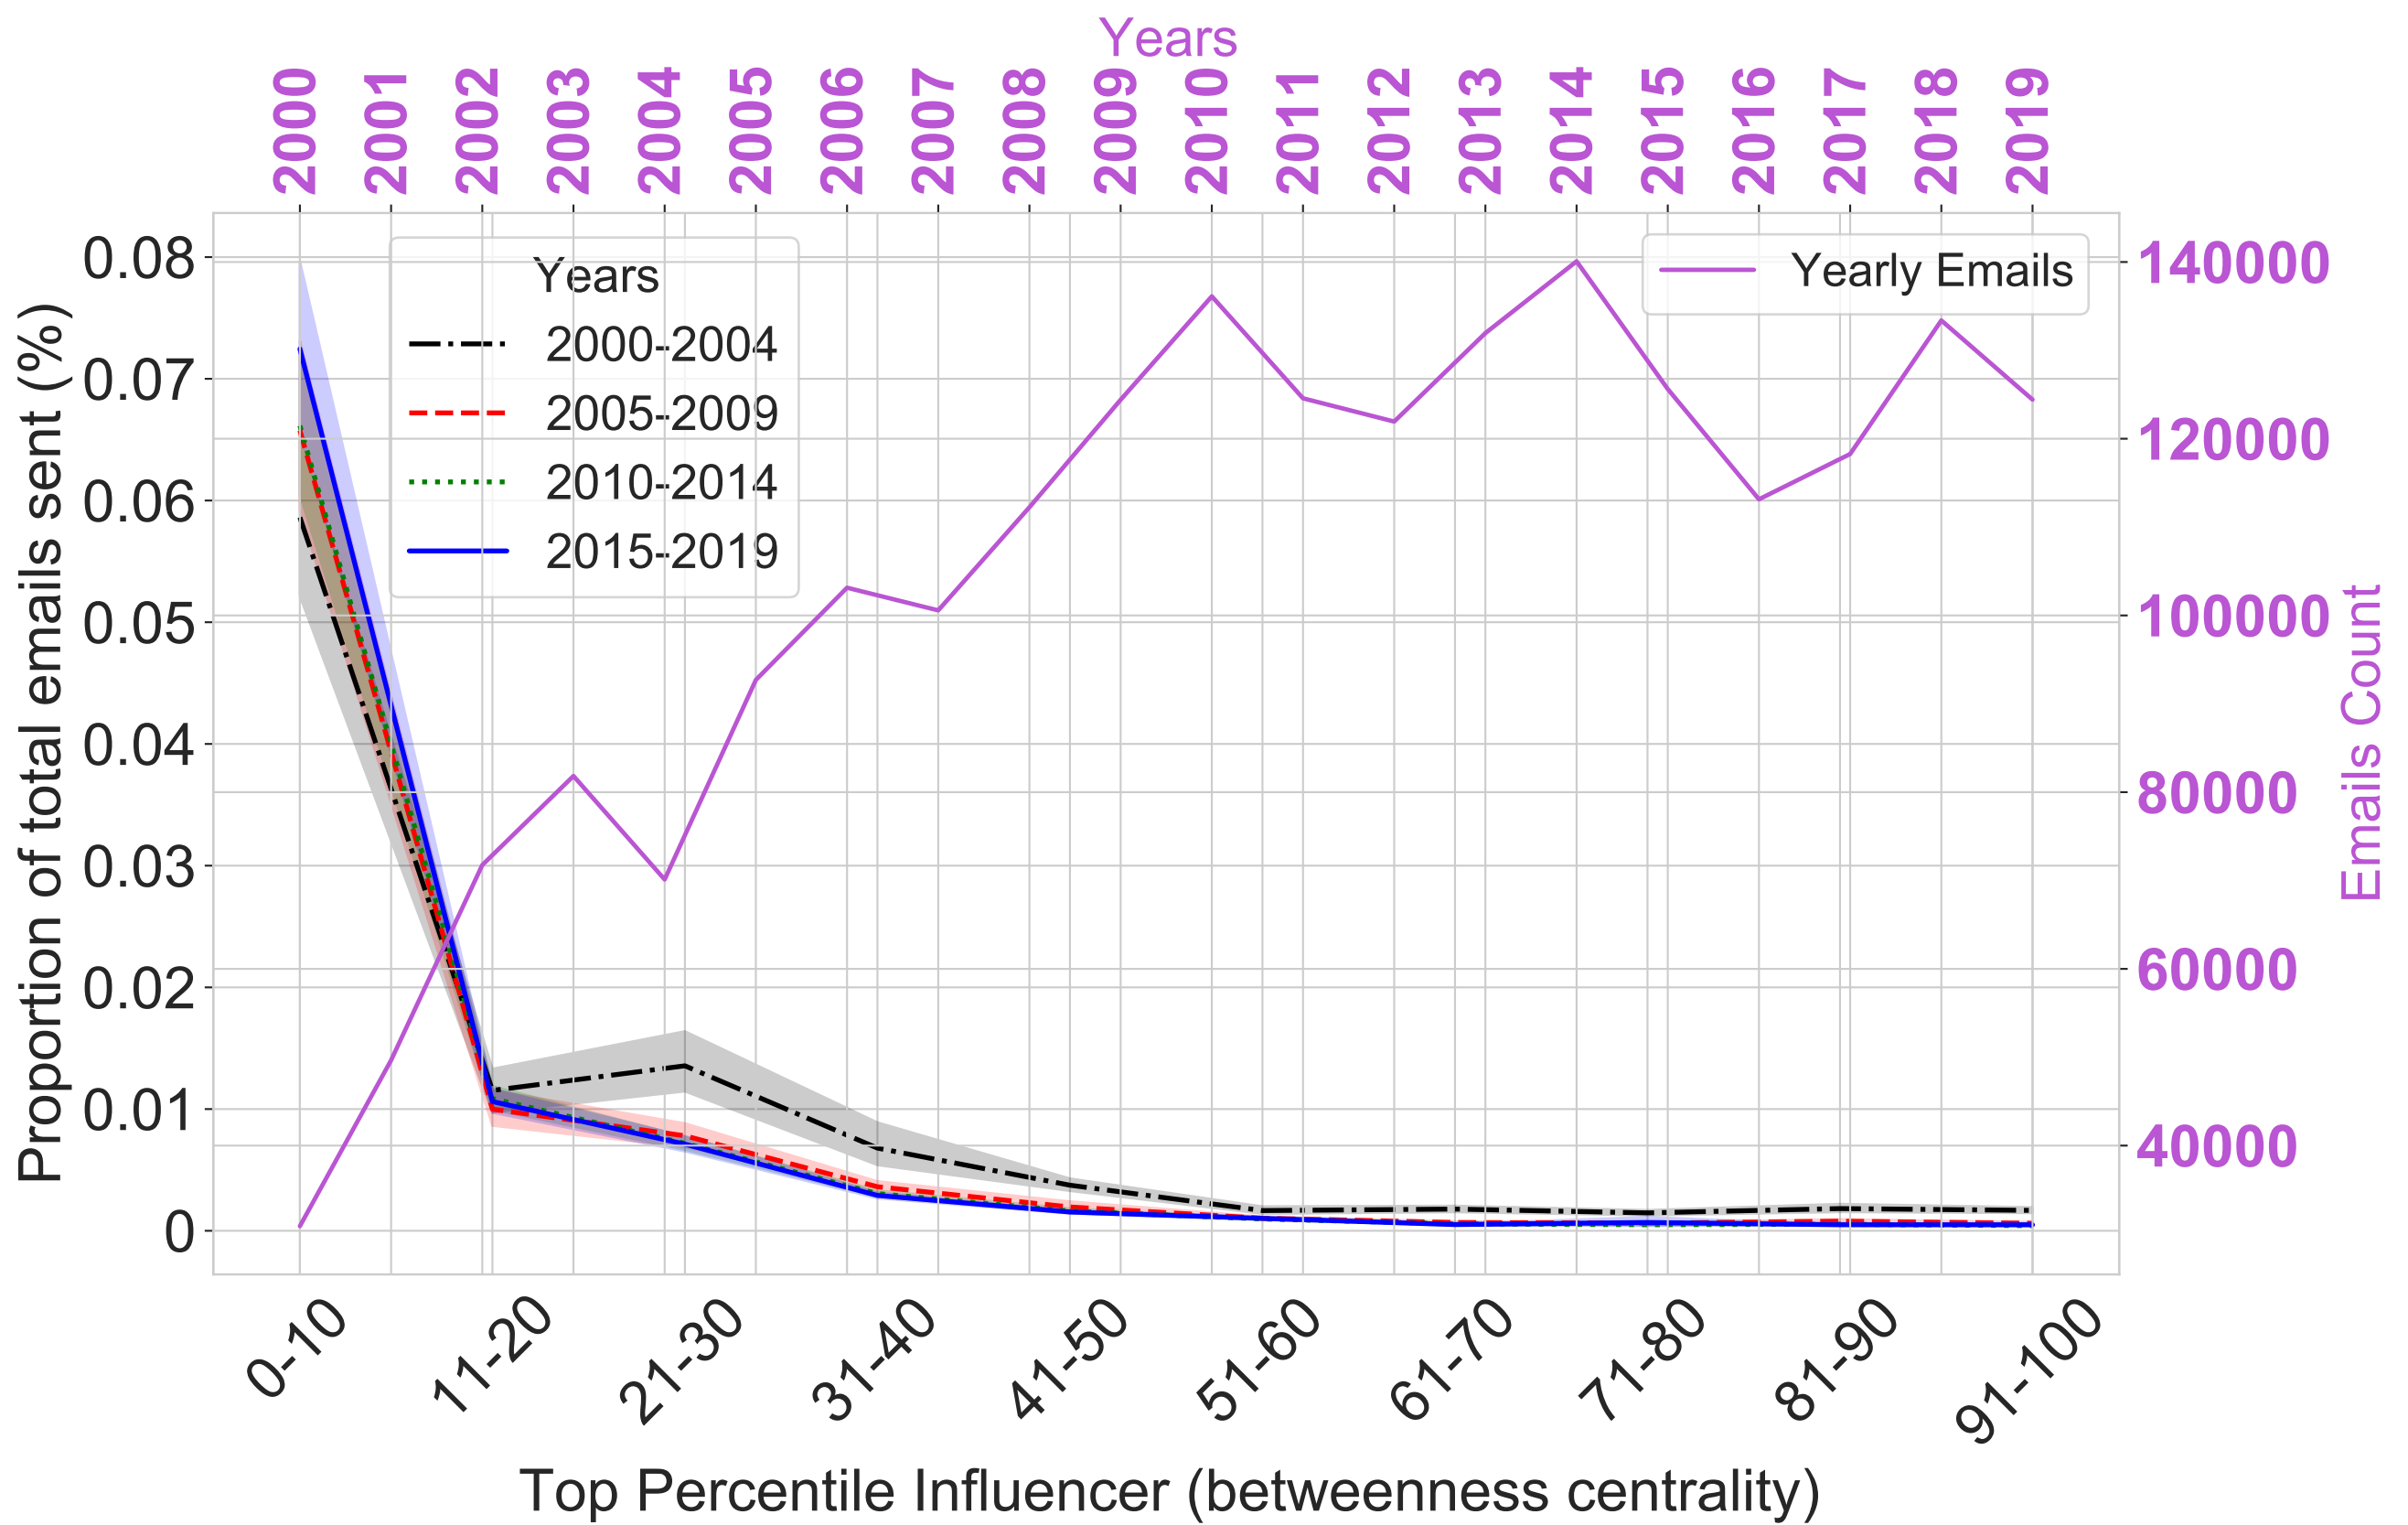 Years
2000 2001 2002 2003 2004 2005 2006 2007 2008 2009 2010 2011 2012 2013 2014 2015 2016 2017 2018 2019
Proportion of total emails sent (%)
0.08
0.07
0.06
0.05
0.04
0.03
0.02
0.01
0
Years
2000-2004
2005-2009
2010-2014
2015-2019
Yearly Emails
140000
120000
100000
80000
60000
40000
Emails Count
0-10 11-20 21-30 31-40 41-50 51-60 61-70 71-80 81-90 91-100
Top Percentile Influencer (betweenness centrality)